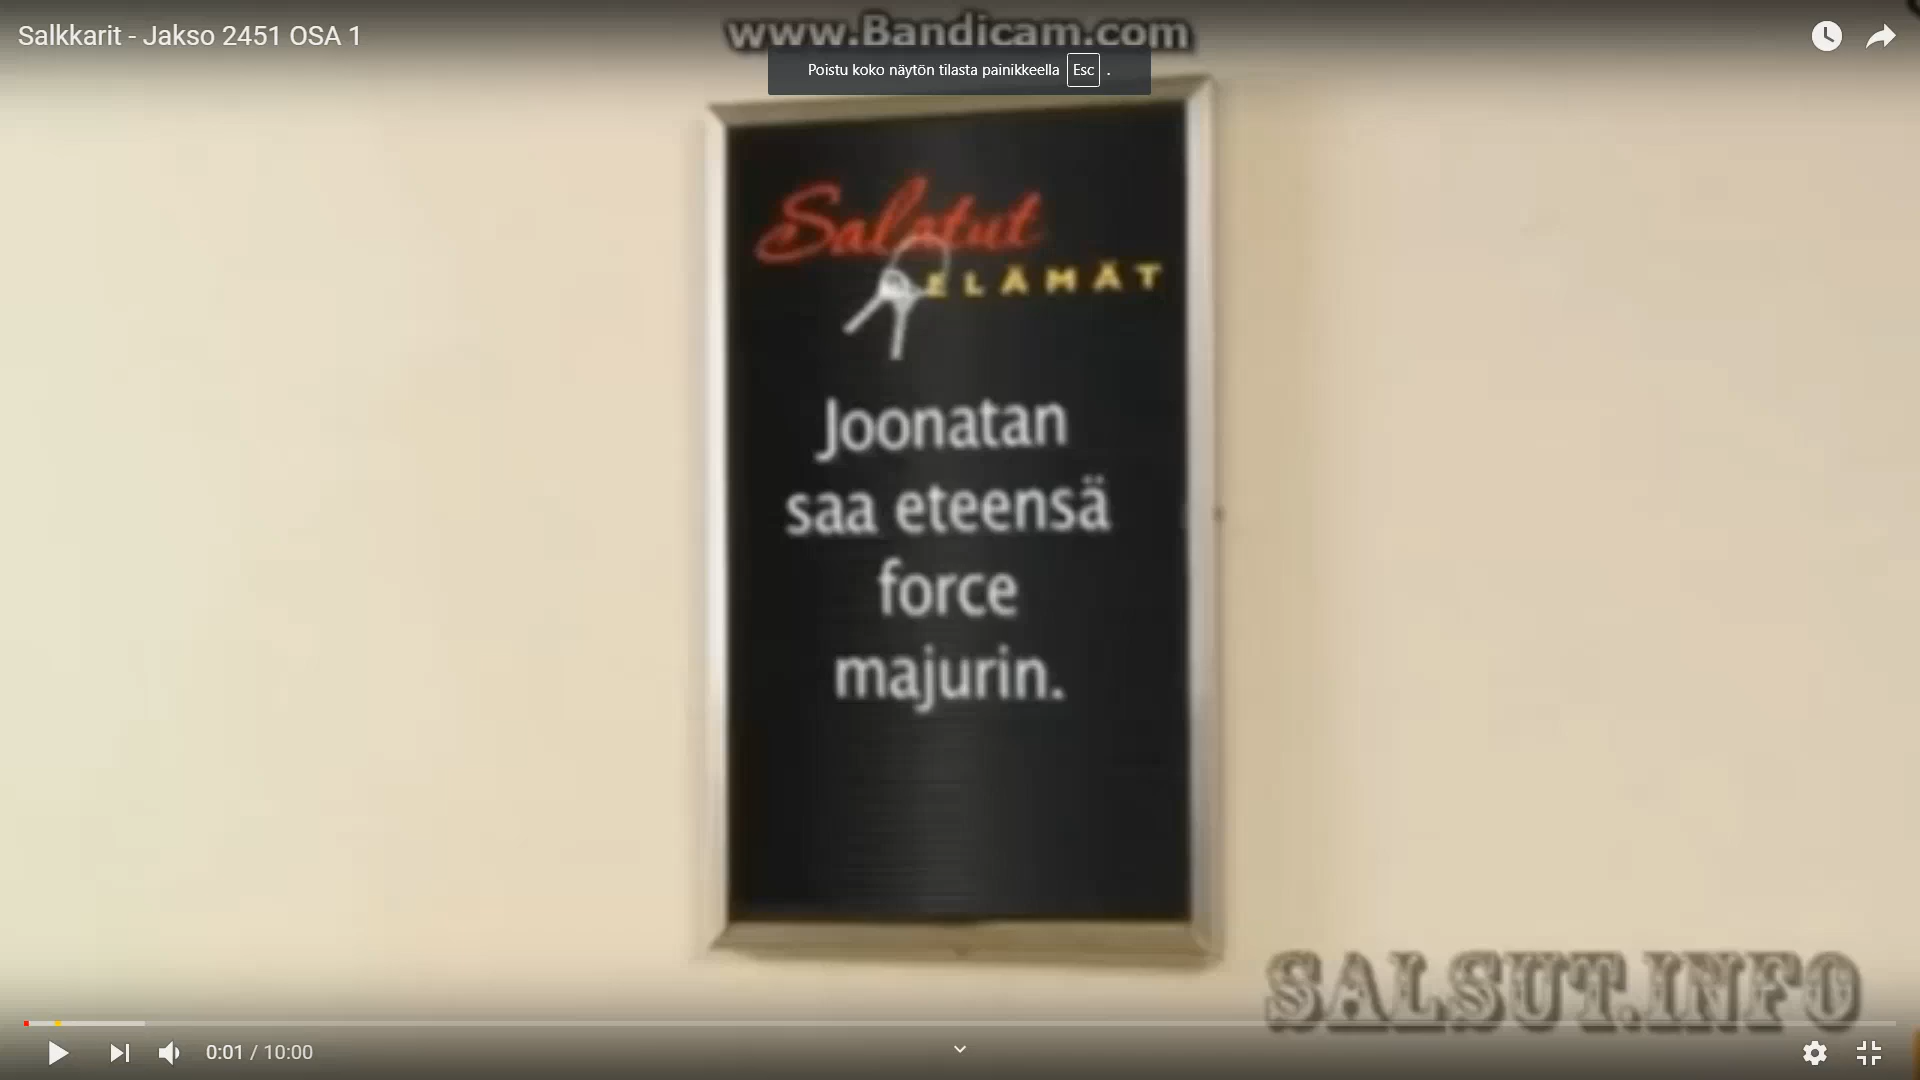 Salkkarit - Jakso 2451 OSA 1
www.Bandicam.com
Poistu koko näytön tilasta painikkeella Esc .
Salatut
ELÄMÄT
Joonatan
saa eteensä
force
majurin.
SALSUT.INFO
0:01 / 10:00